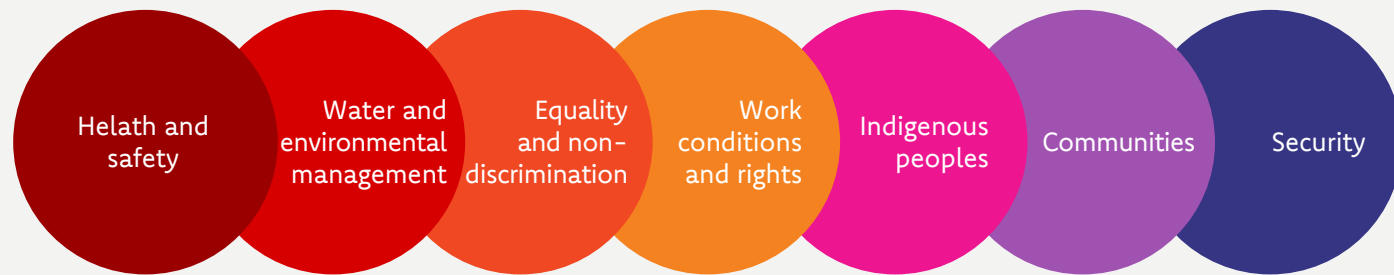 Helath and
safety
Water and
environmental
management
Equality
and non-
discrimination
Work
conditions
and rights
Indigenous
peoples
Communities
Security